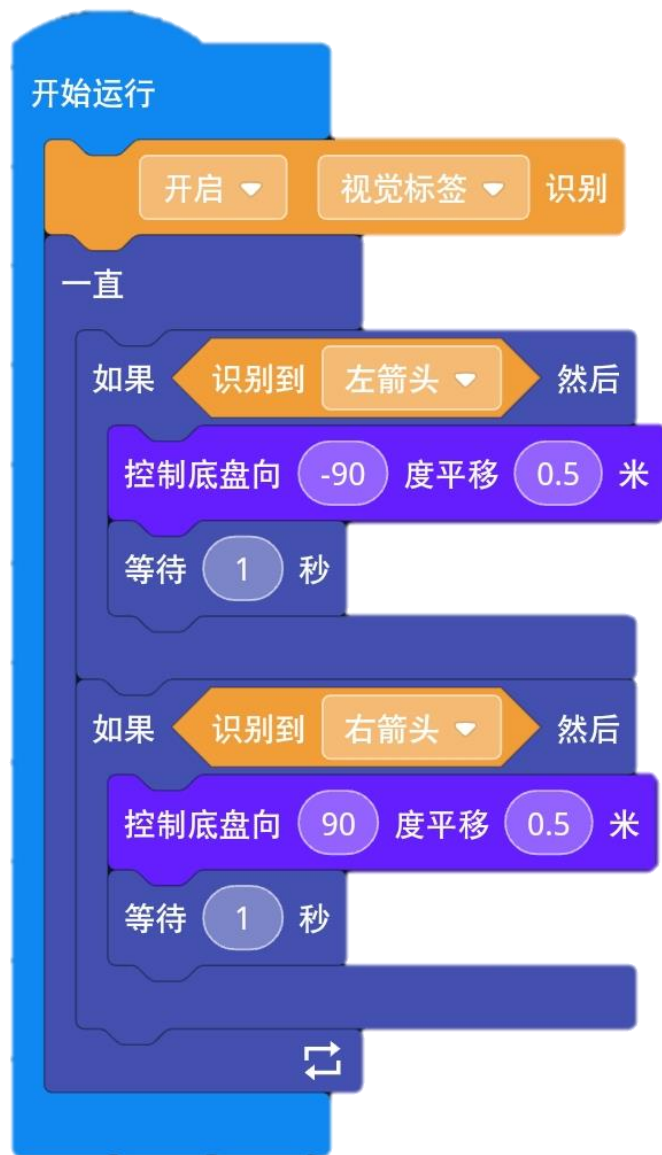 开始运行
开启 视觉标签 识别
一直
如果 识别到 左箭头 然后
控制底盘向 -90 度平移 0.5 米
等待 1 秒
如果 识别到 右箭头 然后
控制底盘向 90 度平移 0.5 米
等待 1 秒